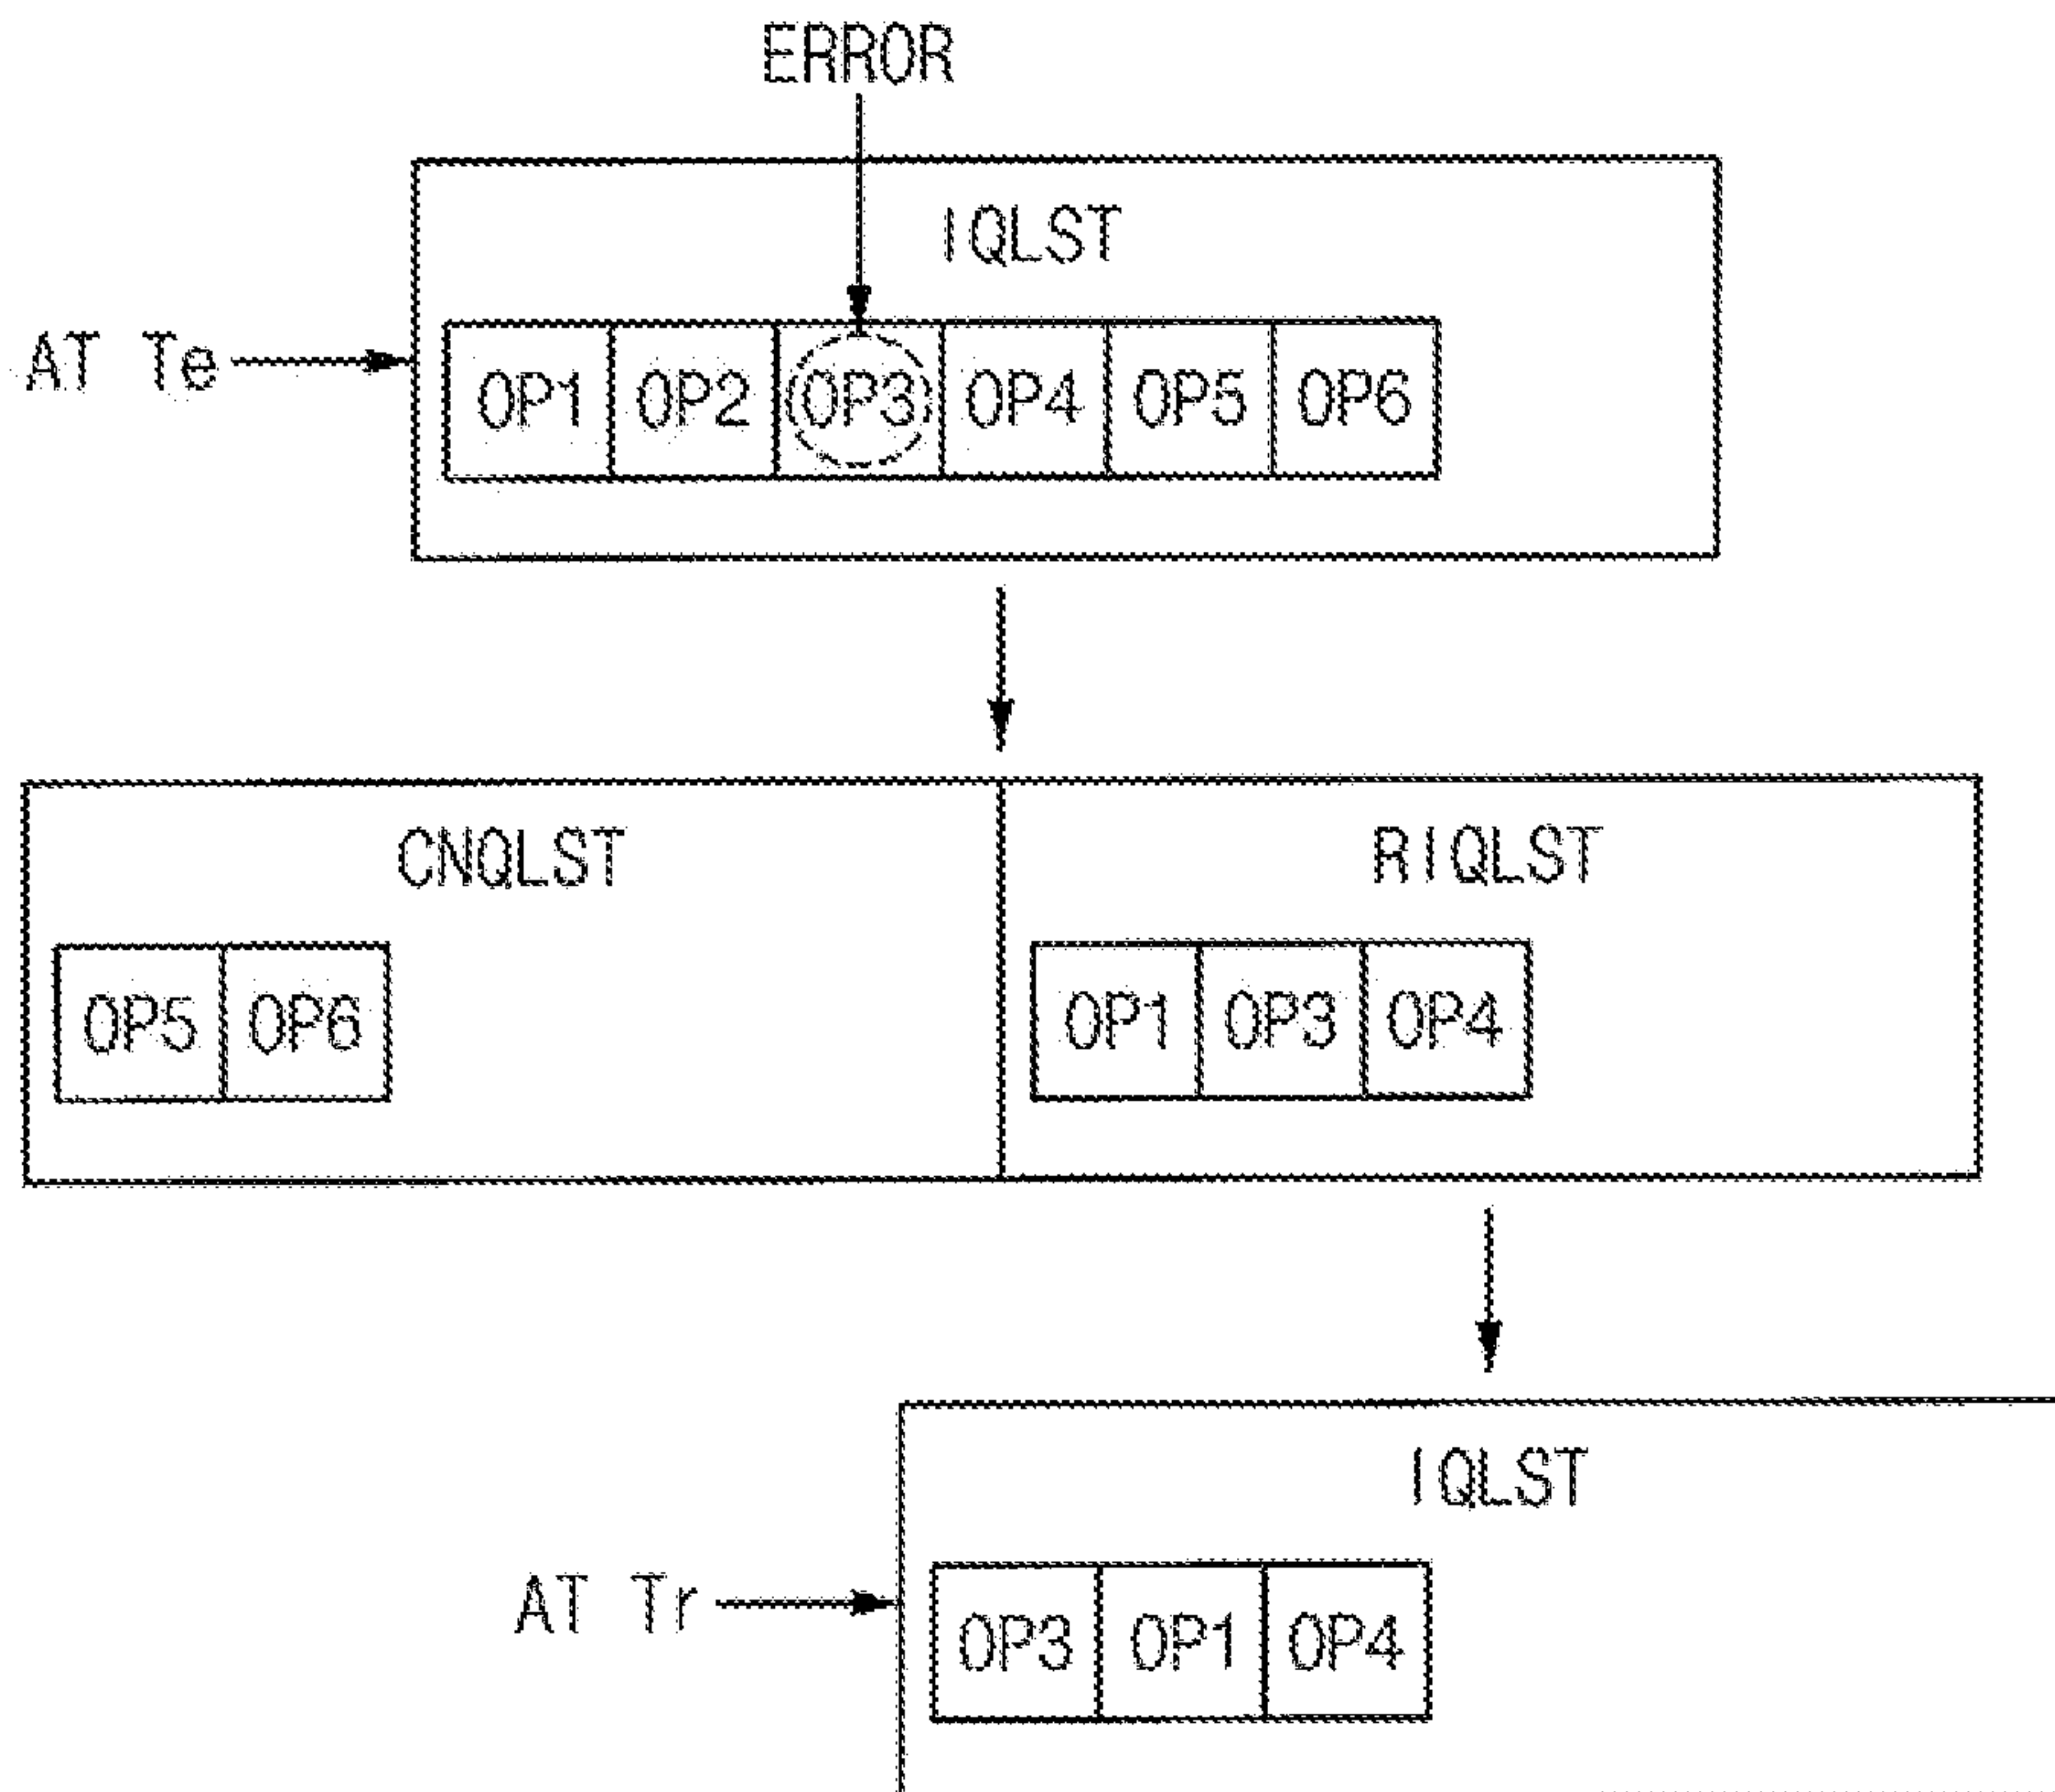 ERROR
IQLST
AT Te
OP1 OP2 OP3 OP4 OP5 OP6
CNQLST RIQLST
OP5 OP6 OP1 OP3 OP4
IQLST
AT Tr
OP3 OP1 OP4